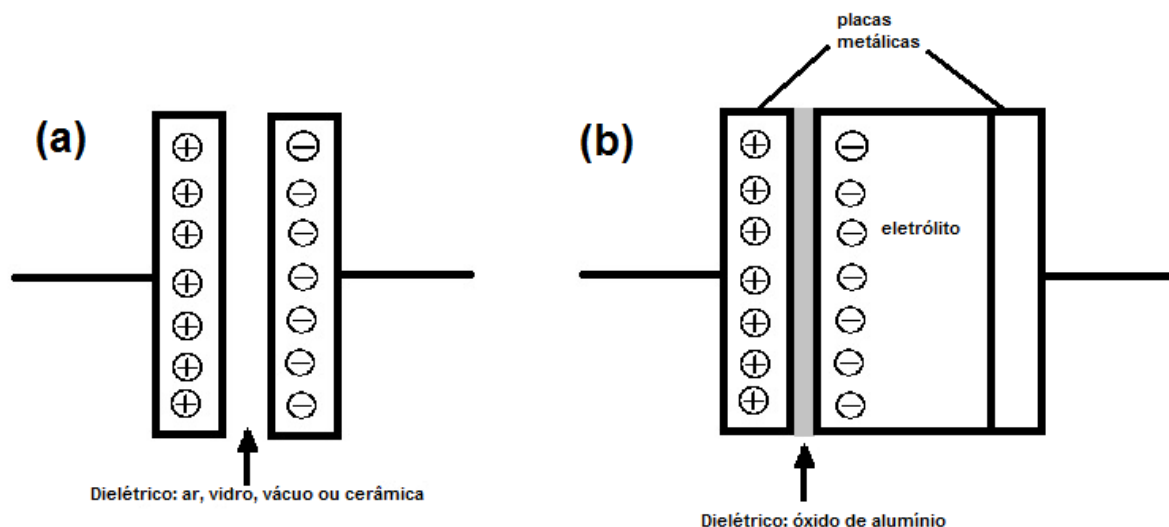 placas
metálicas
(a)
(b)
eletrólito
Dielétrico: ar, vidro, vácuo ou cerâmica
Dielétrico: óxido de alumínio